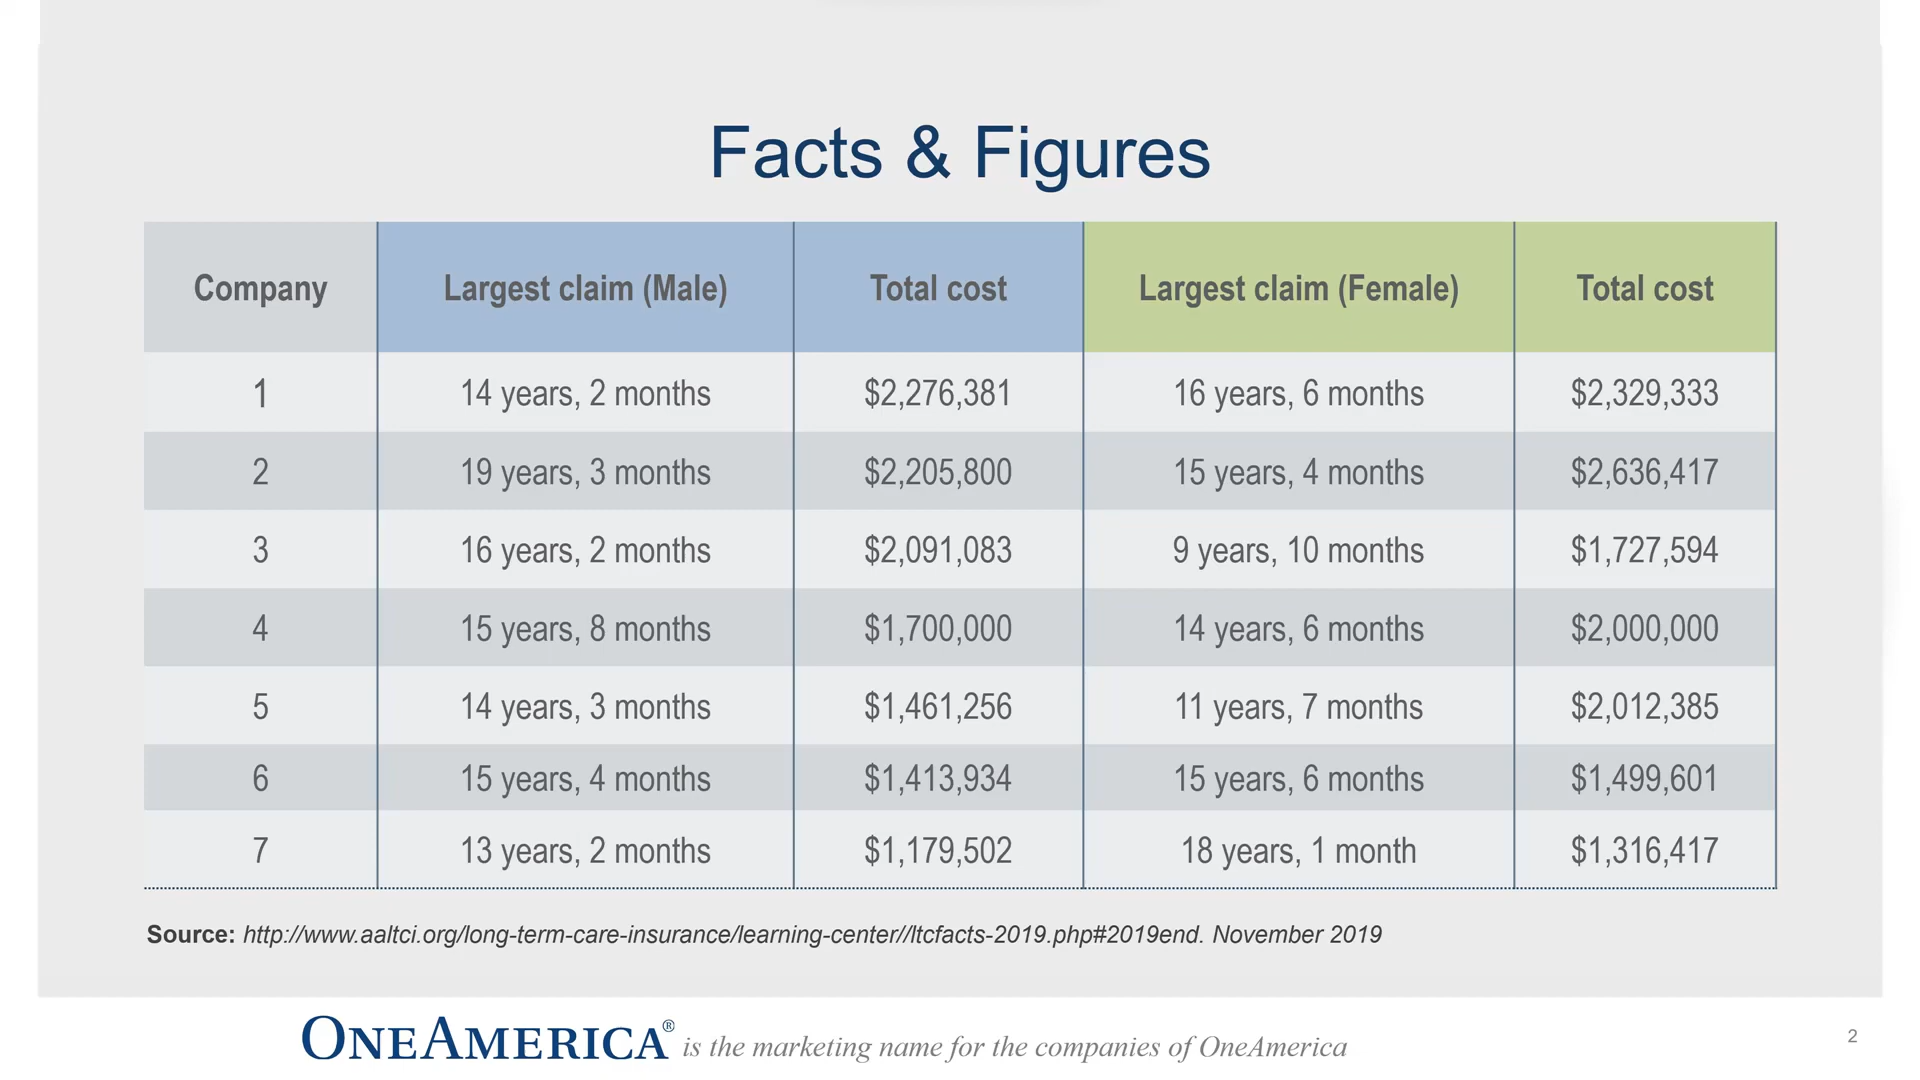 Facts & Figures
Company Largest claim (Male) Total cost Largest claim (Female) Total cost
1 14 years, 2 months $2,276,381 16 years, 6 months $2,329,333
2 19 years, 3 months $2,205,800 15 years, 4 months $2,636,417
3 16 years, 2 months $2,091,083 9 years, 10 months $1,727,594
4 15 years, 8 months $1,700,000 14 years, 6 months $2,000,000
5 14 years, 3 months $1,461,256 11 years, 7 months $2,012,385
6 15 years, 4 months $1,413,934 15 years, 6 months $1,499,601
7 13 years, 2 months $1,179,502 18 years, 1 month $1,316,417
Source: http://www.aaltci.org/long-term-care-insurance/learning-center//ltcfacts-2019.php#2019end. November 2019
ONEAMERICA® is the marketing name for the companies of OneAmerica
2